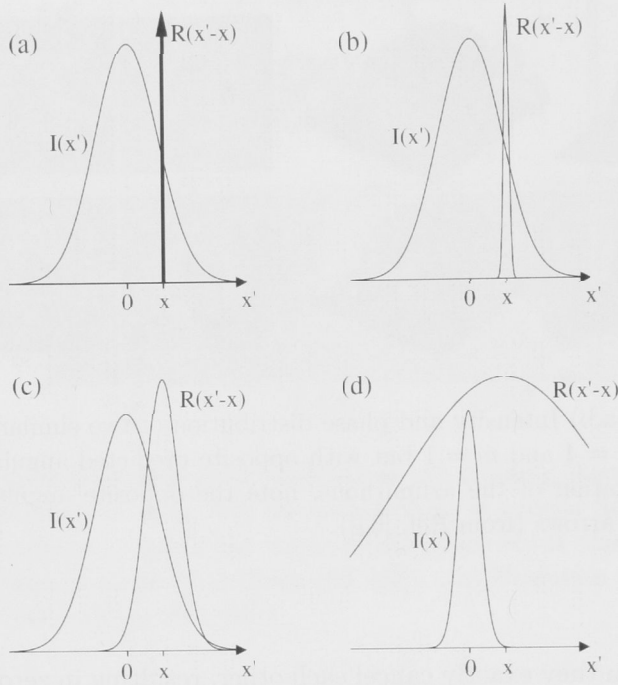 (a)
R(x'-x)
I(x')
0 x x'
(b)
R(x'-x)
I(x')
0 x x'
(c)
R(x'-x)
I(x')
0 x x'
(d)
R(x'-x)
I(x')
0 x x'